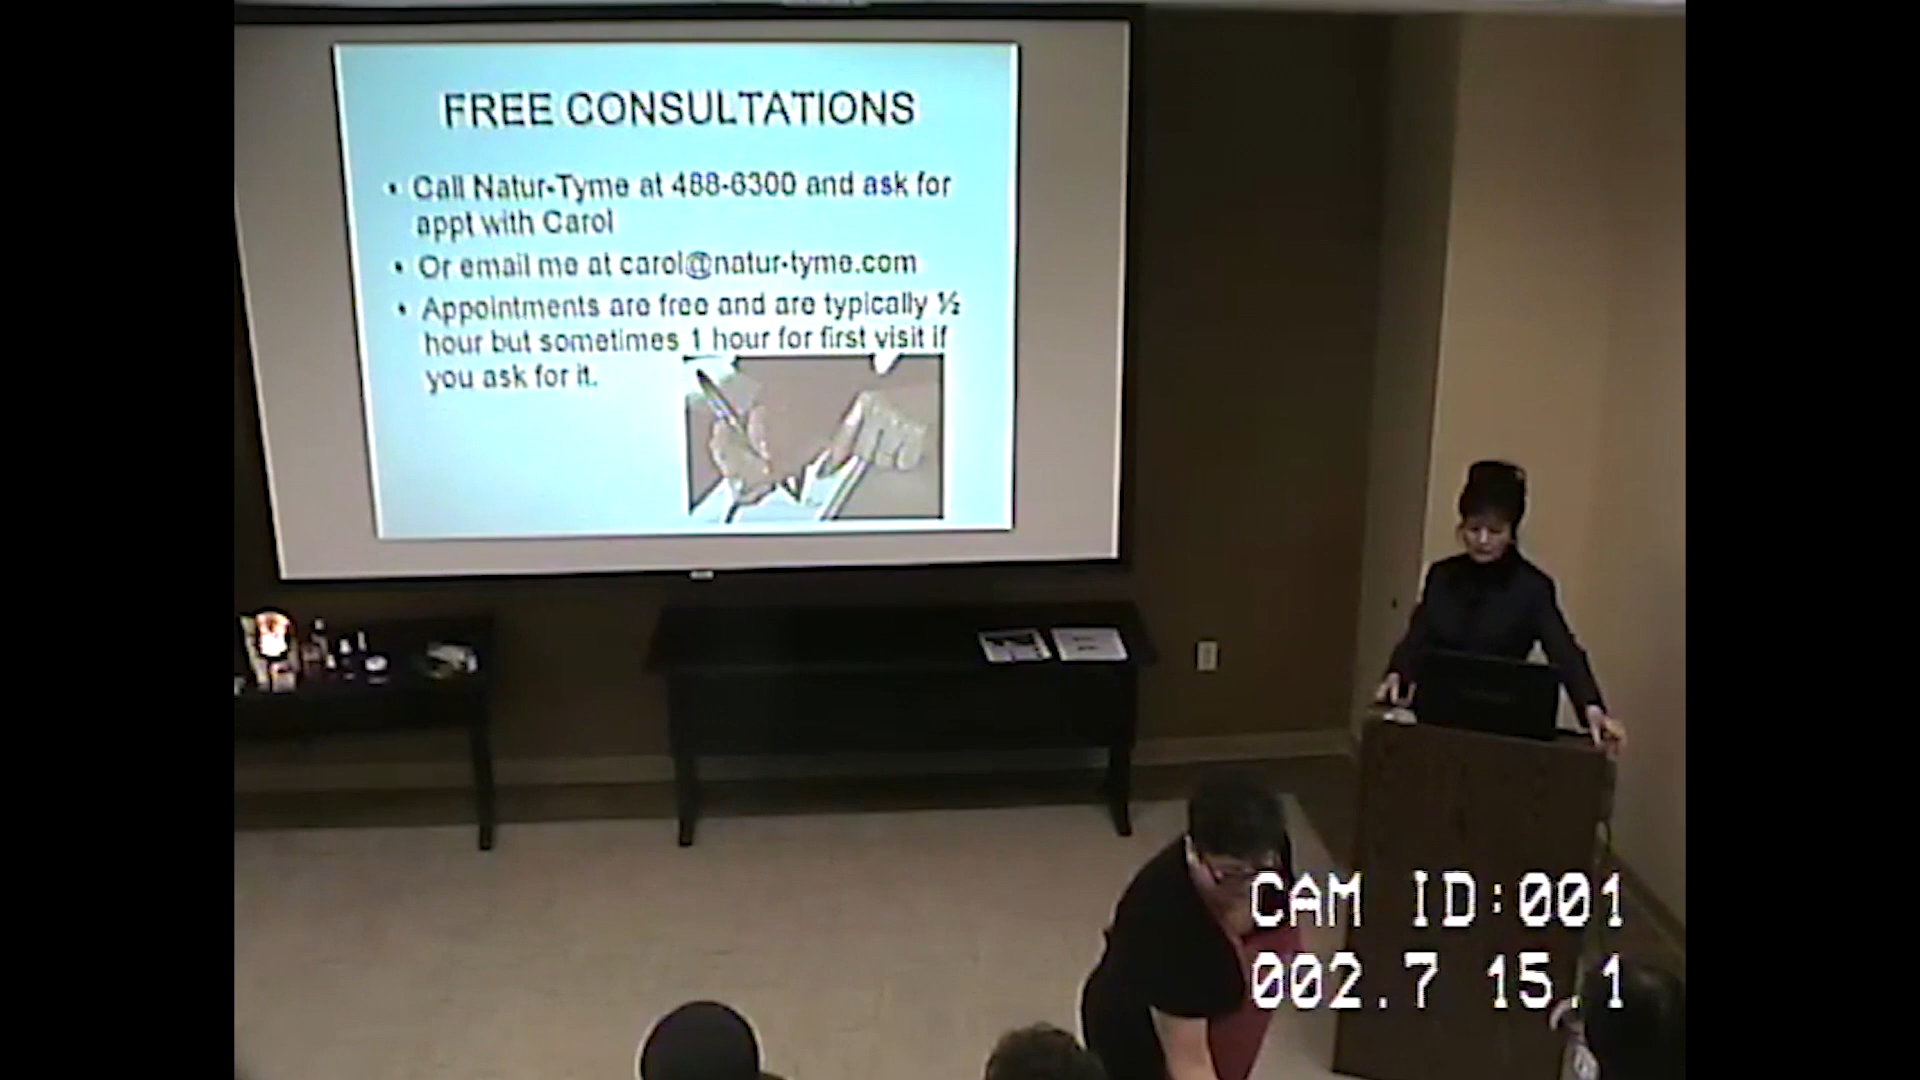 FREE CONSULTATIONS
• Call Natur-Tyme at 488-6300 and ask for
appt with Carol
• Or email me at carol@natur-tyme.com
• Appointments are free and are typically ½
hour but sometimes 1 hour for first visit if
you ask for it.
CAM ID:001
002.7 15.1